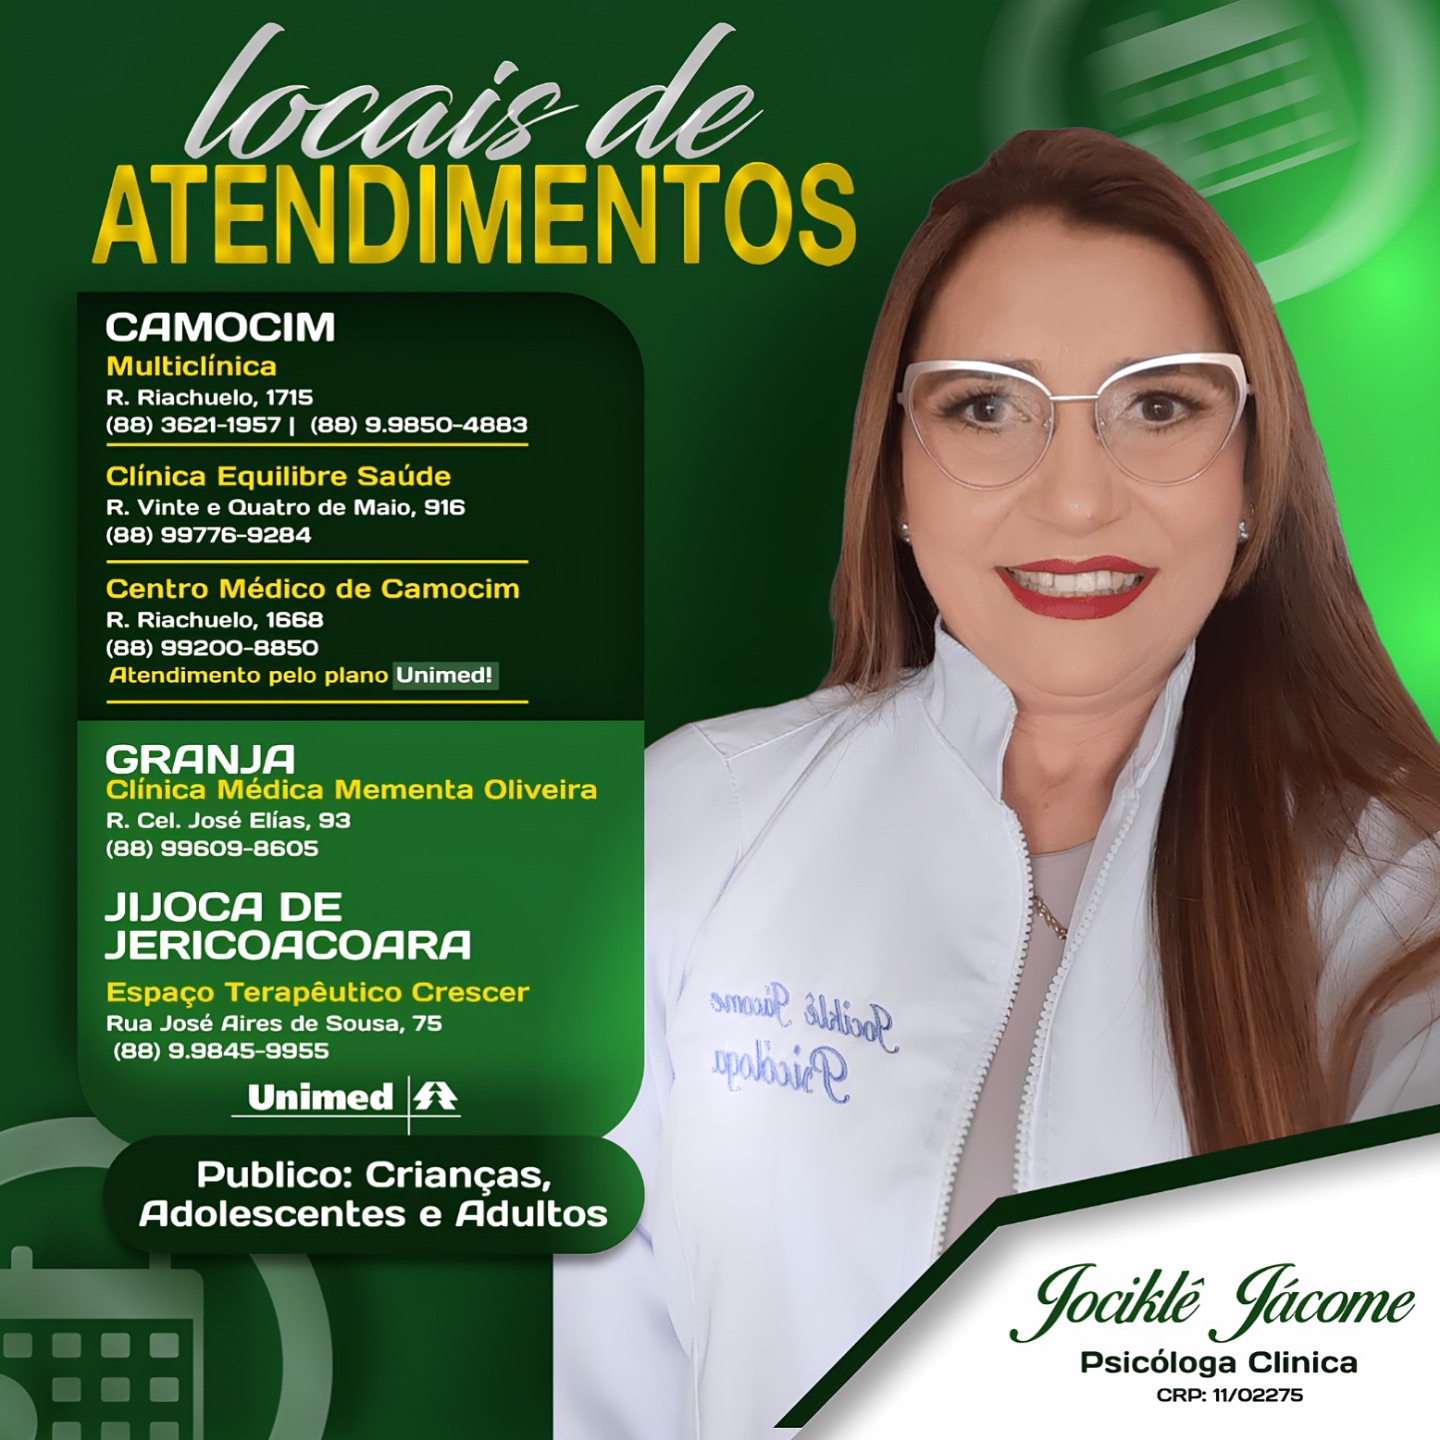 locais de
ATENDIMENTOS
CAMOCIM
Multiclínica
R. Riachuelo, 1715
(88) 3621-1957 | (88) 9.9850-4883
Clínica Equilibre Saúde
R. Vinte e Quatro de Maio, 916
(88) 99776-9284
Centro Médico de Camocim
R. Riachuelo, 1668
(88) 99200-8850
Atendimento pelo plano Unimed!
GRANJA
Clínica Médica Mementa Oliveira
R. Cel. José Elías, 93
(88) 99609-8605
JIJOCA DE
JERICOACOARA
Espaço Terapêutico Crescer
Rua José Aires de Sousa, 75
(88) 9.9845-9955
Unimed
Publico: Crianças,
Adolescentes e Adultos
Jociklê Jácome
Psicóloga
Jociklê Jácome
Psicóloga Clinica
CRP: 11/02275